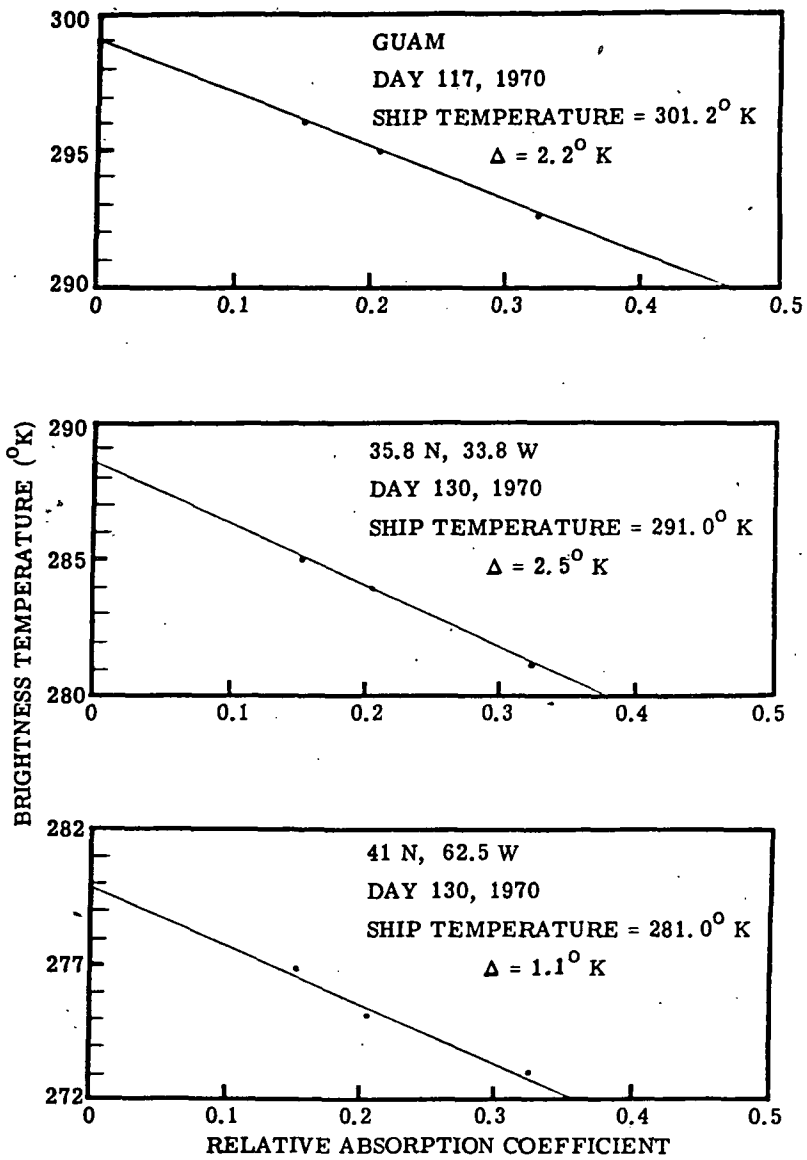 300
295
290
0 0.1 0.2 0.3 0.4 0.5
GUAM
DAY 117, 1970
SHIP TEMPERATURE = 301.2° K
Δ = 2.2° K
BRIGHTNESS TEMPERATURE (°K)
290
285
280
0 0.1 0.2 0.3 0.4 0.5
35.8 N, 33.8 W
DAY 130, 1970
SHIP TEMPERATURE = 291.0° K
Δ = 2.5° K
282
277
272
0 0.1 0.2 0.3 0.4 0.5
41 N, 62.5 W
DAY 130, 1970
SHIP TEMPERATURE = 281.0° K
Δ = 1.1° K
RELATIVE ABSORPTION COEFFICIENT